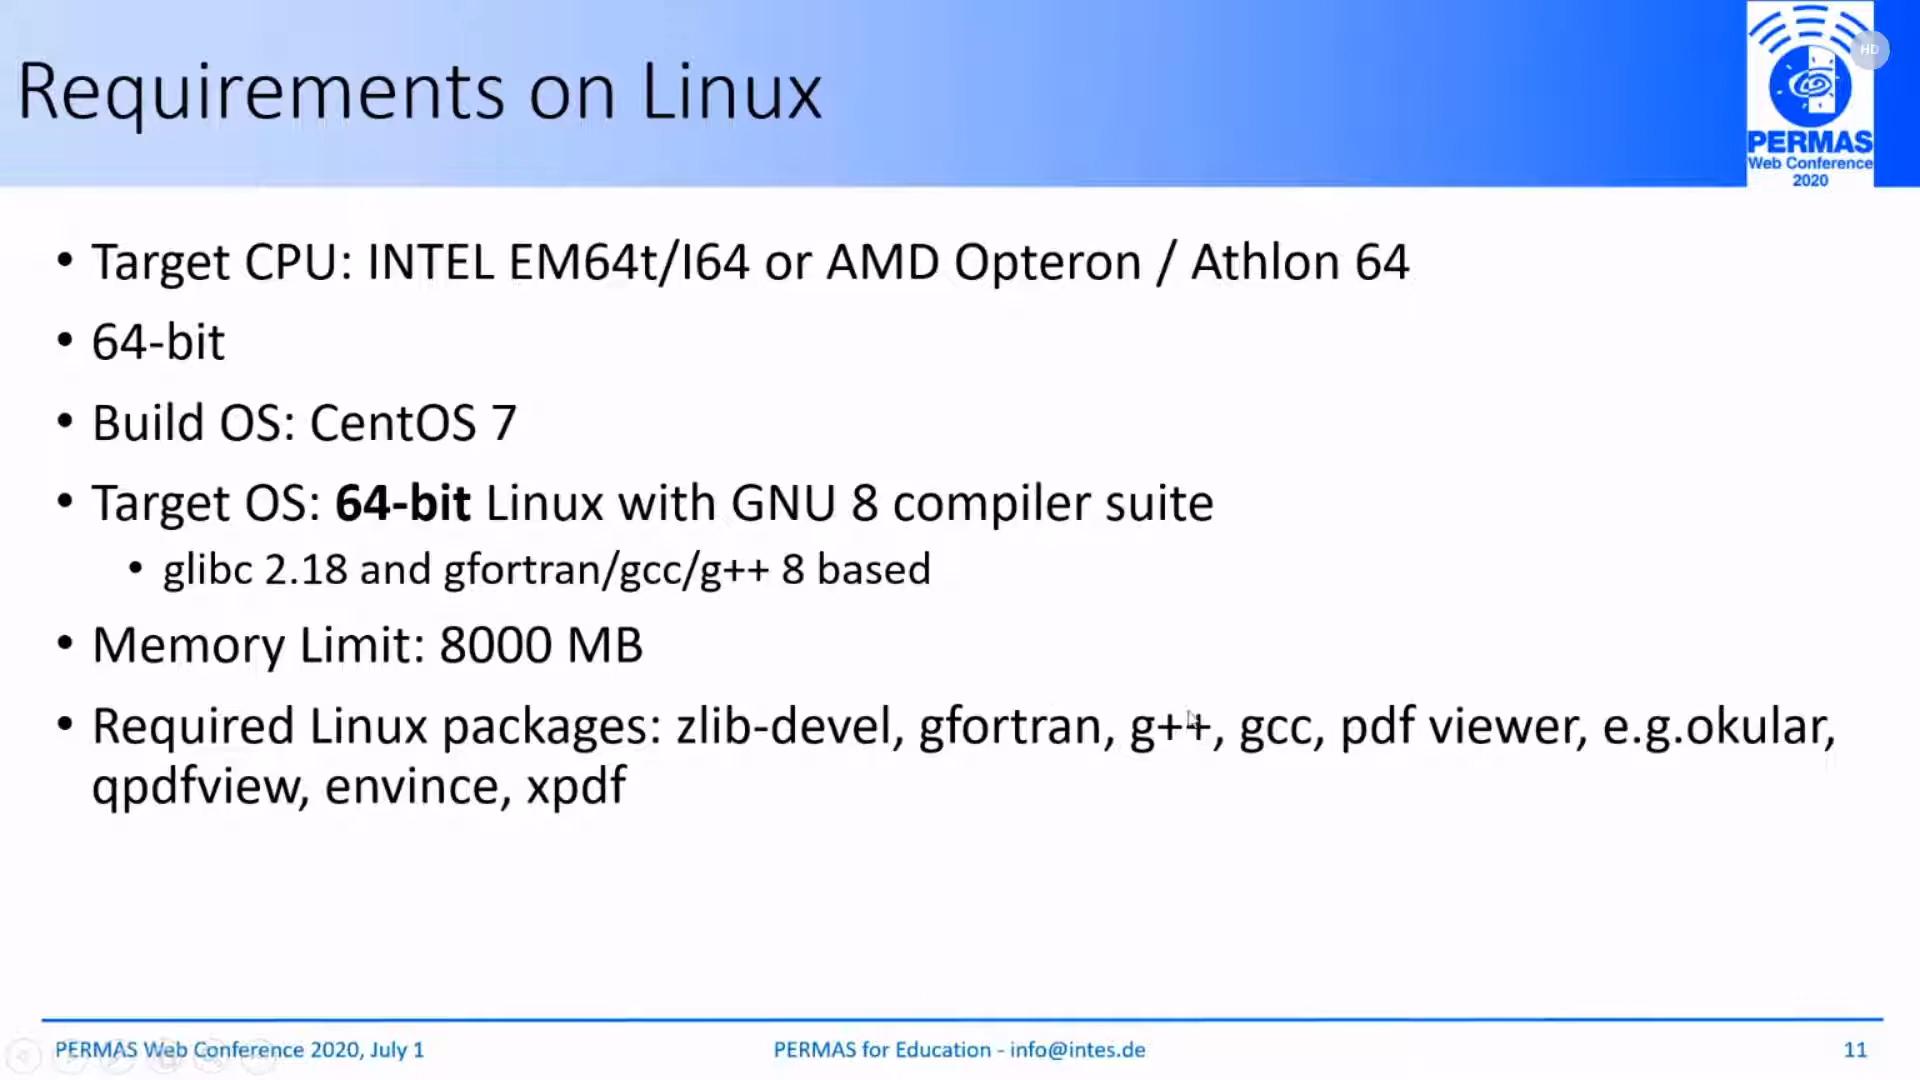 Requirements on Linux
HD
PERMAS
Web Conference
2020
• Target CPU: INTEL EM64t/I64 or AMD Opteron / Athlon 64
• 64-bit
• Build OS: CentOS 7
• Target OS: 64-bit Linux with GNU 8 compiler suite
• glibc 2.18 and gfortran/gcc/g++ 8 based
• Memory Limit: 8000 MB
• Required Linux packages: zlib-devel, gfortran, g++, gcc, pdf viewer, e.g.okular,
qpdfview, envince, xpdf
PERMAS Web Conference 2020, July 1
PERMAS for Education - info@intes.de
11